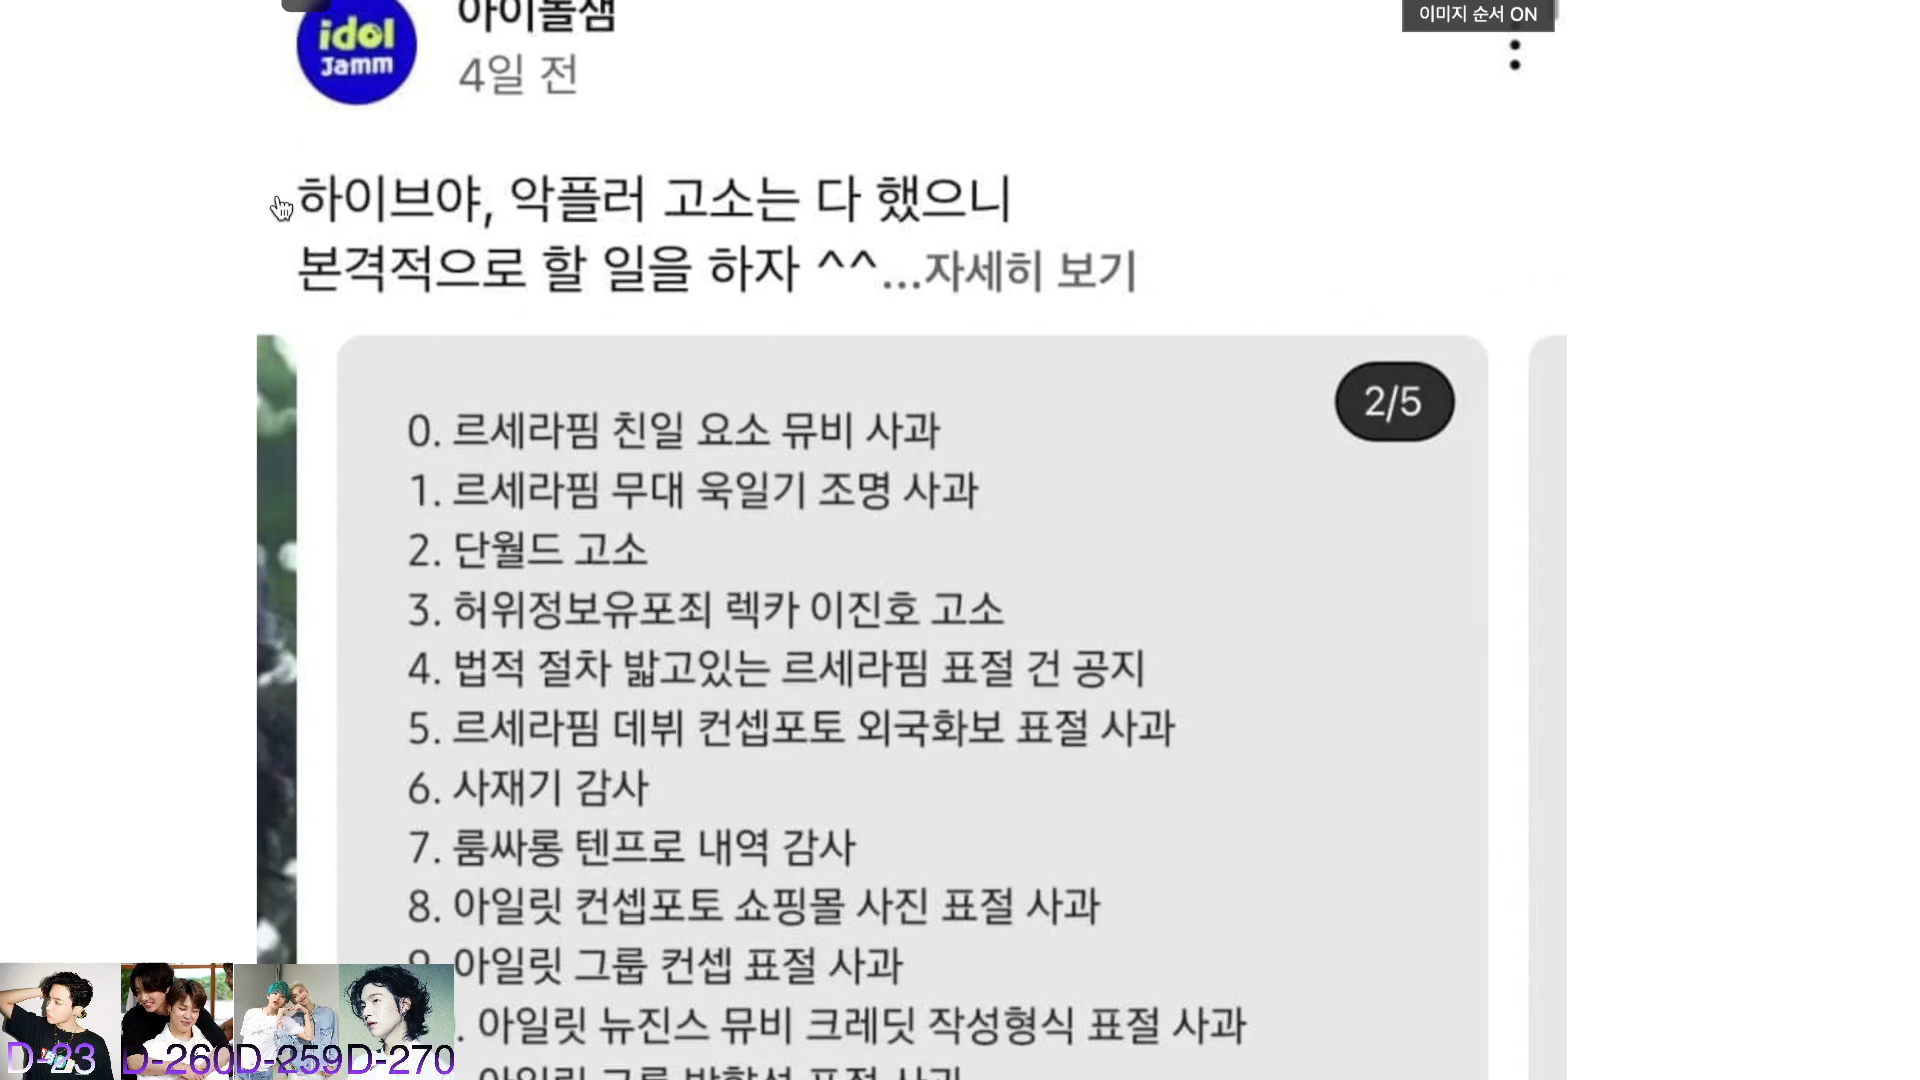 아이돌잼
이미지 순서 ON
idol
Jamm
4일 전
하이브야, 악플러 고소는 다 했으니
본격적으로 할 일을 하자 ^^...자세히 보기
2/5
0. 르세라핌 친일 요소 뮤비 사과
1. 르세라핌 무대 욱일기 조명 사과
2. 단월드 고소
3. 허위정보유포죄 렉카 이진호 고소
4. 법적 절차 밟고있는 르세라핌 표절 건 공지
5. 르세라핌 데뷔 컨셉포토 외국화보 표절 사과
6. 사재기 감사
7. 룸싸롱 텐프로 내역 감사
8. 아일릿 컨셉포토 쇼핑몰 사진 표절 사과
9. 아일릿 그룹 컨셉 표절 사과
. 아일릿 뉴진스 뮤비 크레딧 작성형식 표절 사과
D-23 D-260 D-259 D-270